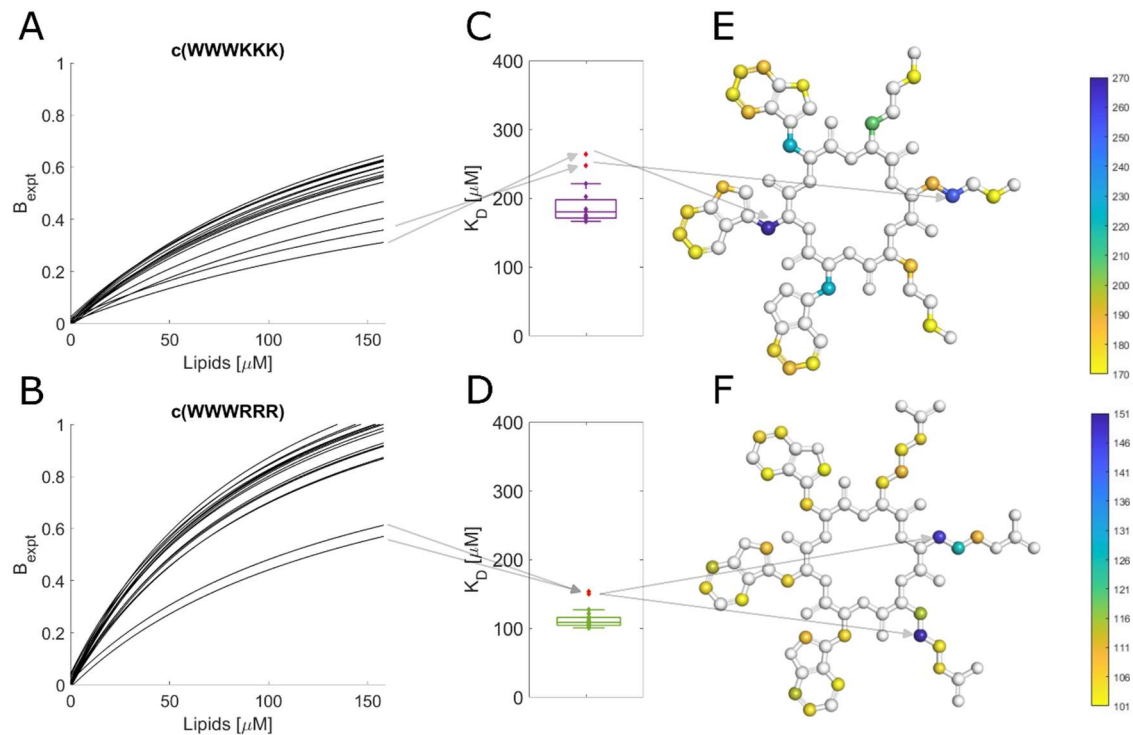 A
c(WWWKKK)
1
0.8
0.6
0.4
0.2
0
B_expt
0 50 100 150
Lipids [μM]
C
400
300
200
100
0
K_D [μM]
E
270
260
250
240
230
220
210
200
190
180
170
B
c(WWWRRR)
1
0.8
0.6
0.4
0.2
0
B_expt
0 50 100 150
Lipids [μM]
D
400
300
200
100
0
K_D [μM]
F
151
146
141
136
131
126
121
116
111
106
101